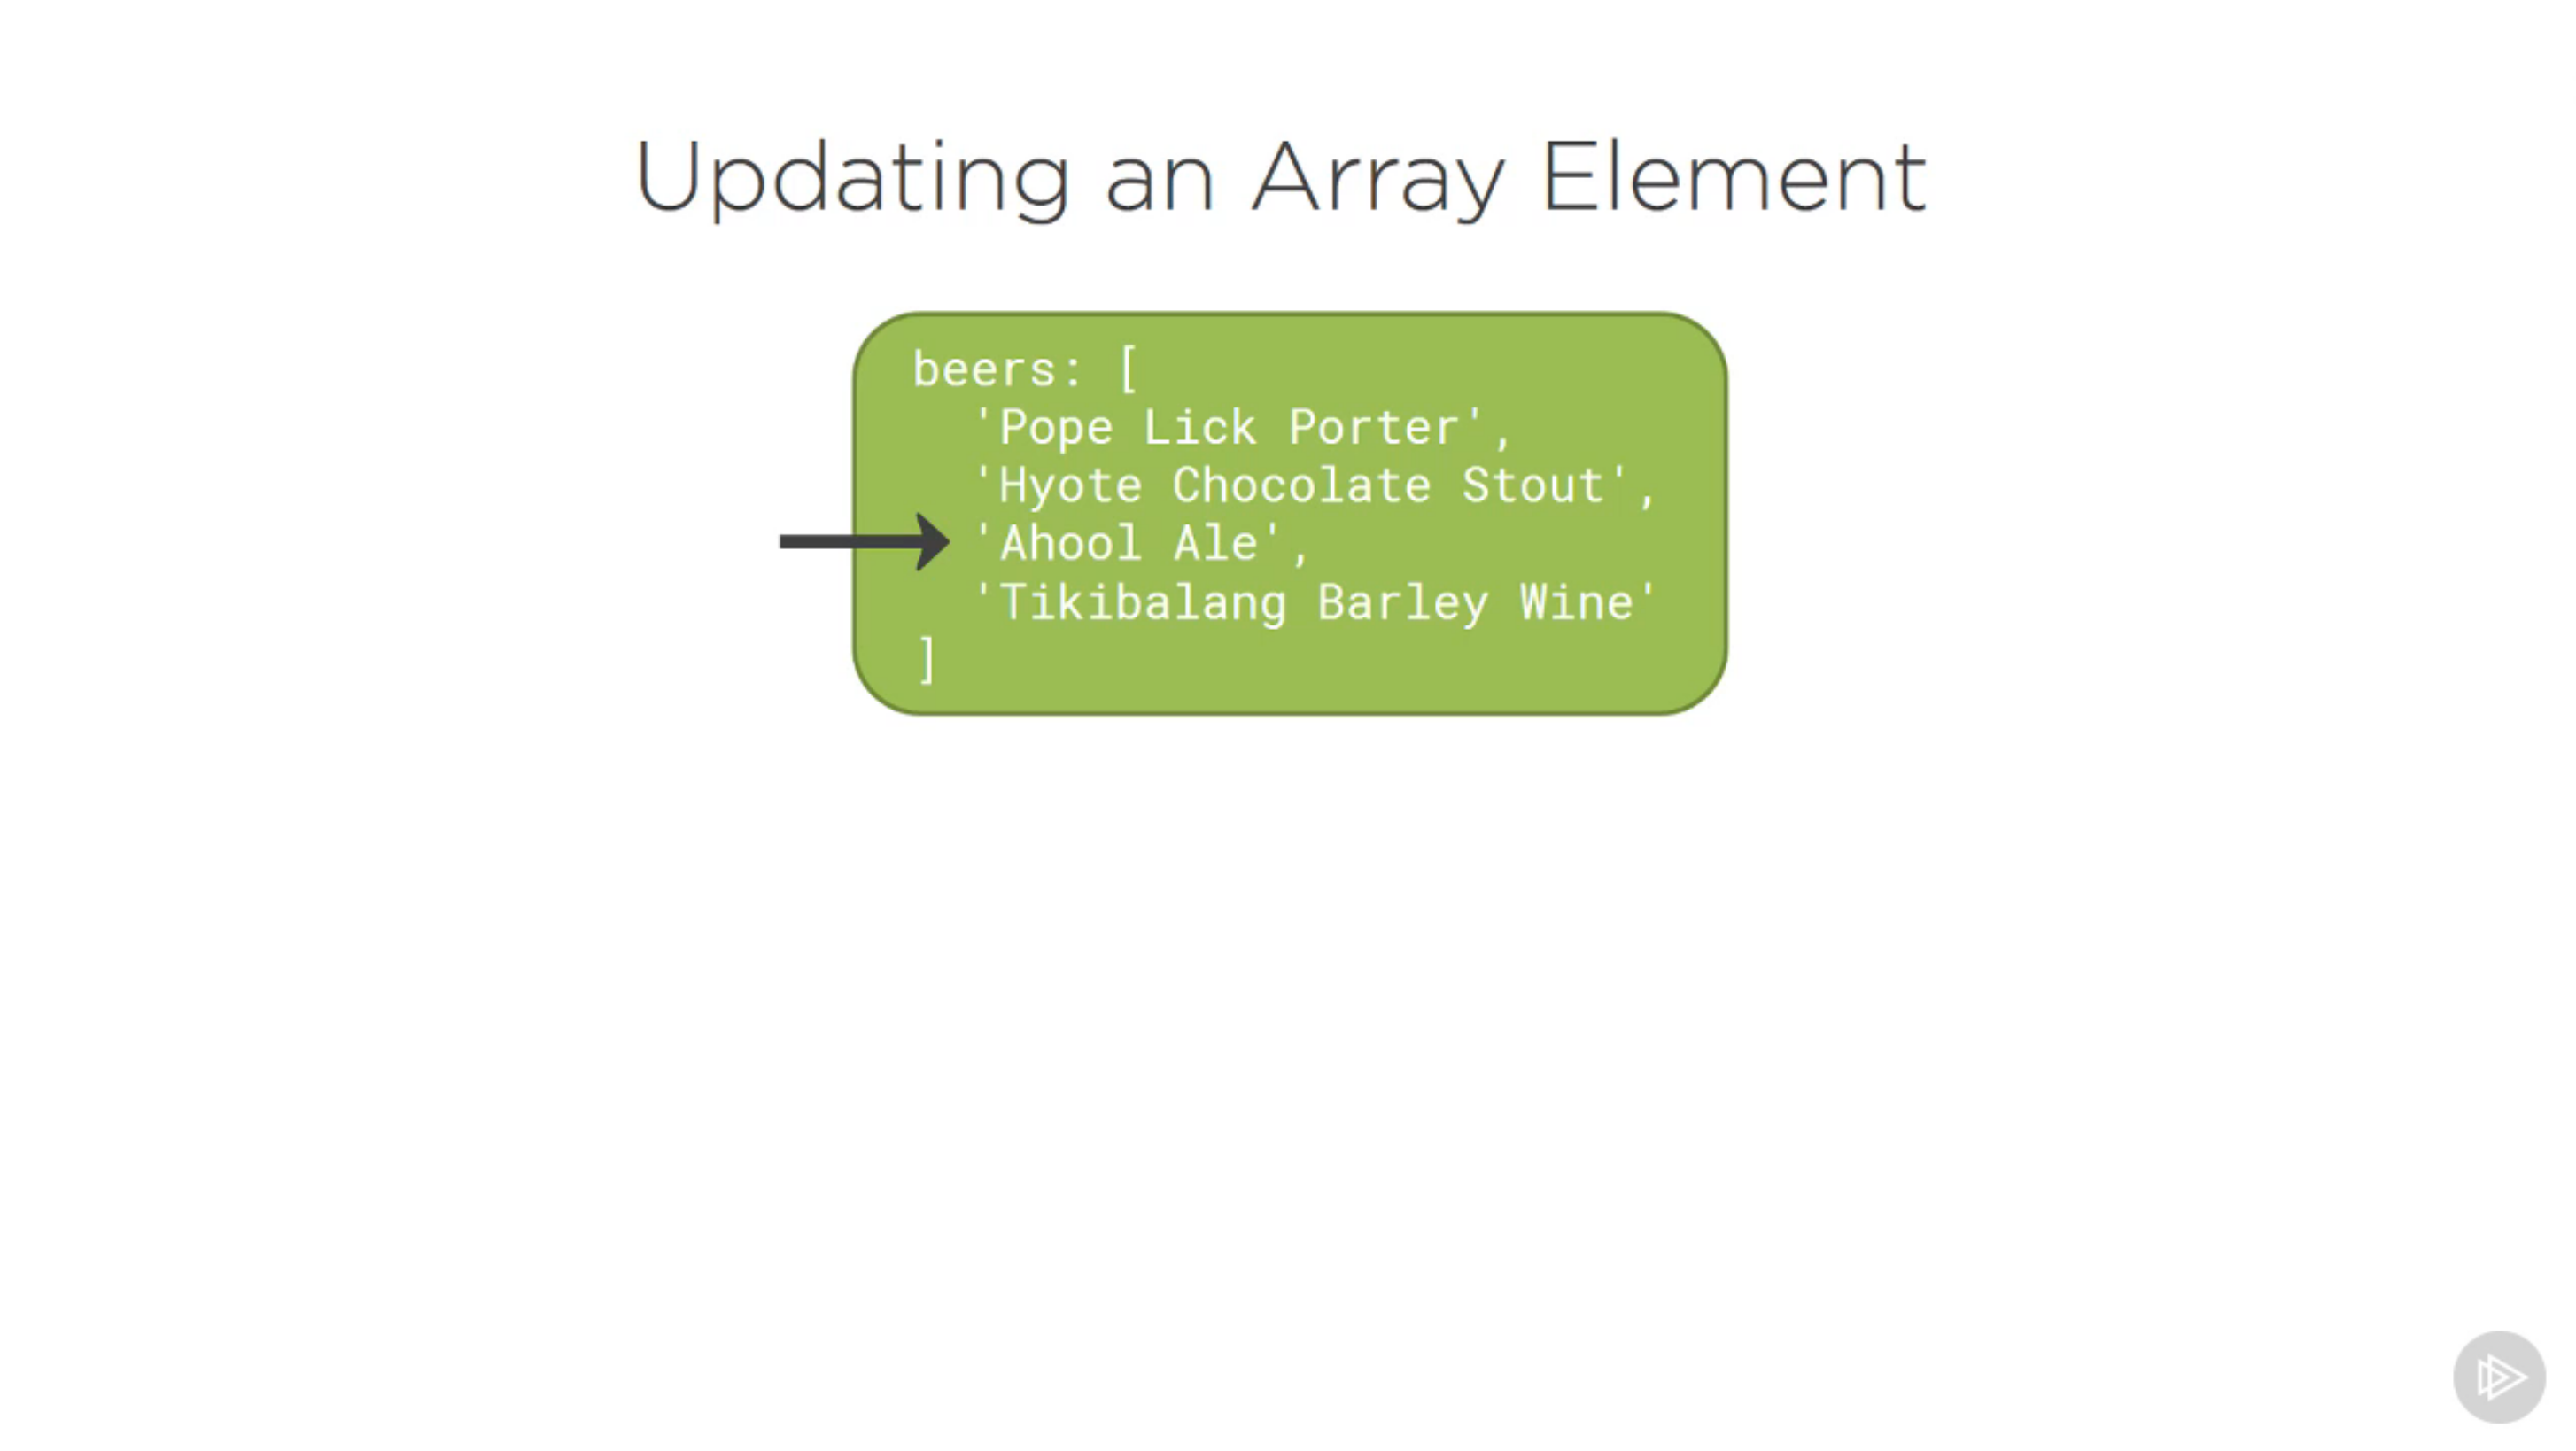 Updating an Array Element
beers: [
'Pope Lick Porter',
'Hyote Chocolate Stout',
'Ahool Ale',
'Tikibalang Barley Wine'
]